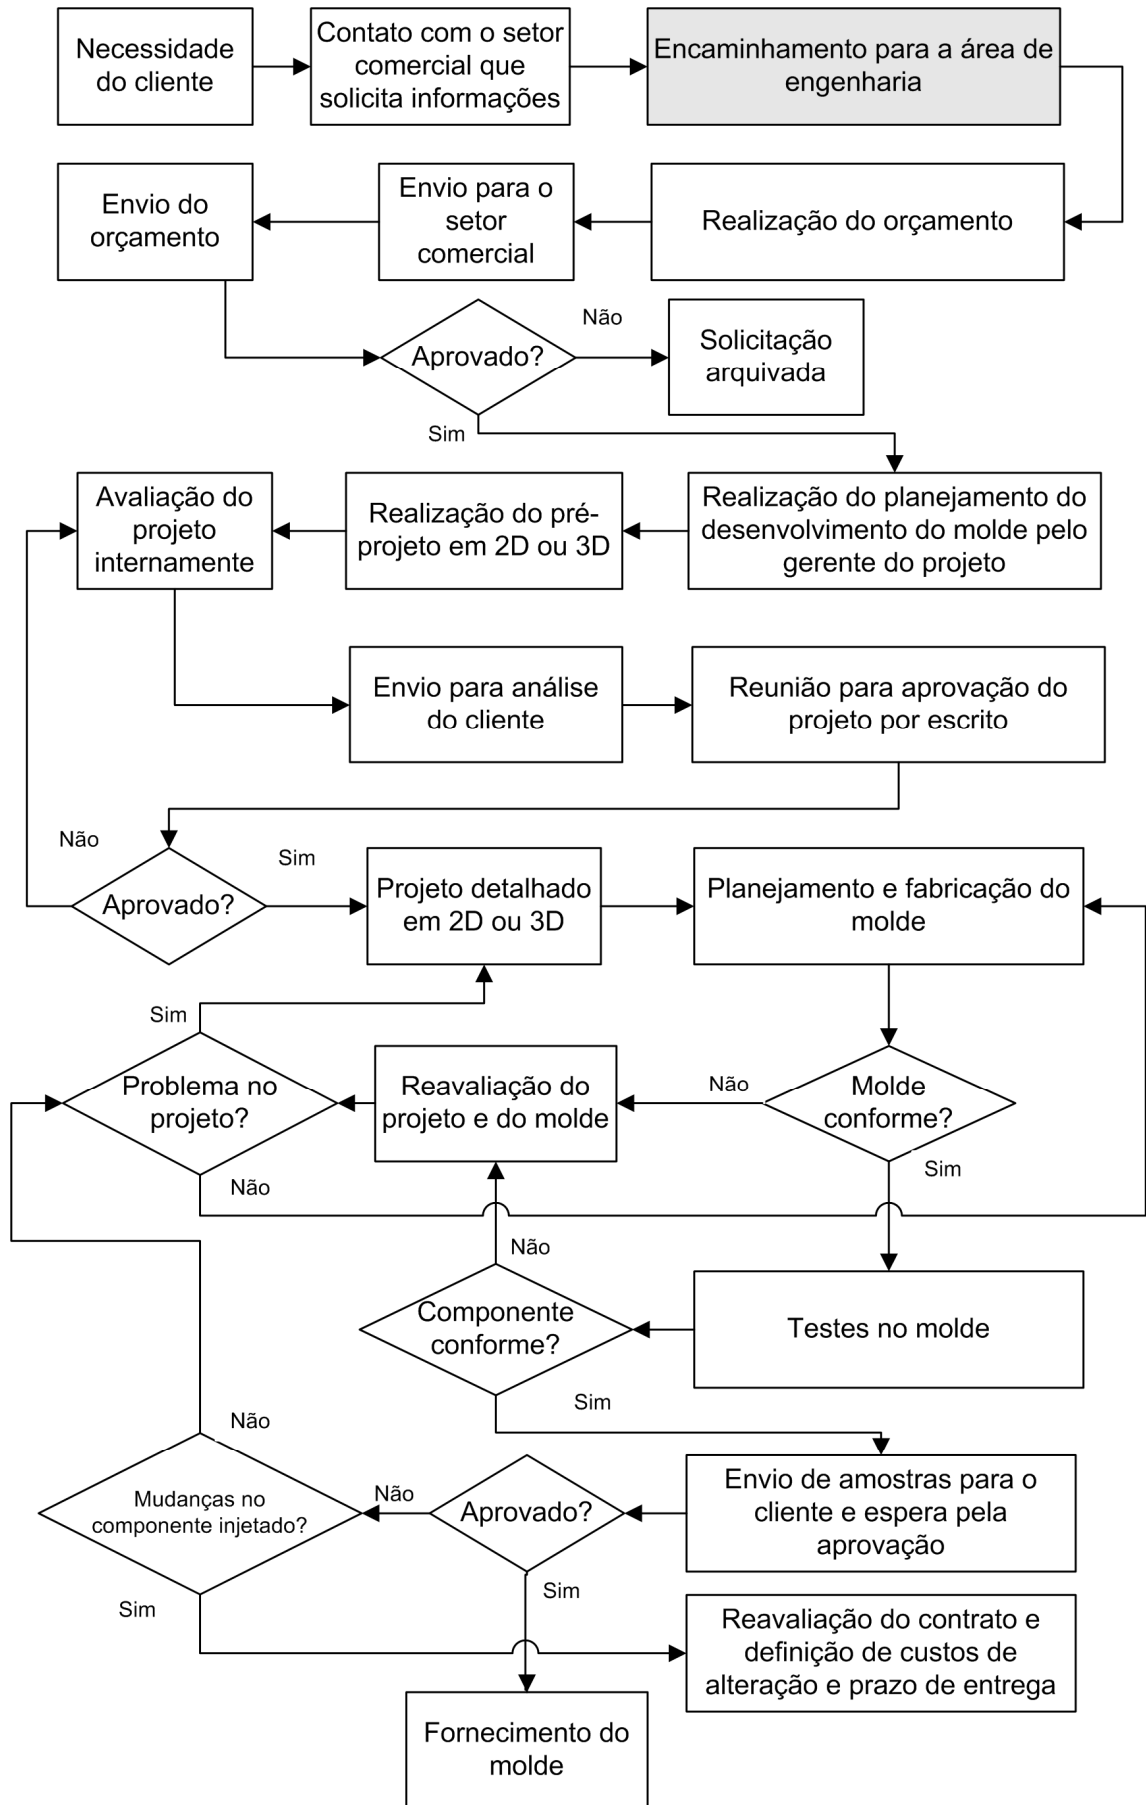 Necessidade
do cliente
Contato com o setor
comercial que
solicita informações
Encaminhamento para a área de
engenharia
Envio do
orçamento
Envio para o
setor
comercial
Realização do orçamento
Aprovado?
Não
Solicitação
arquivada
Sim
Avaliação do
projeto
internamente
Realização do pré-
projeto em 2D ou 3D
Realização do planejamento do
desenvolvimento do molde pelo
gerente do projeto
Envio para análise
do cliente
Reunião para aprovação do
projeto por escrito
Não
Aprovado?
Sim
Projeto detalhado
em 2D ou 3D
Planejamento e fabricação do
molde
Sim
Problema no
projeto?
Não
Reavaliação do
projeto e do molde
Não
Molde
conforme?
Sim
Não
Componente
conforme?
Sim
Testes no molde
Não
Mudanças no
componente injetado?
Sim
Não
Aprovado?
Sim
Envio de amostras para o
cliente e espera pela
aprovação
Reavaliação do contrato e
definição de custos de
alteração e prazo de entrega
Fornecimento do
molde